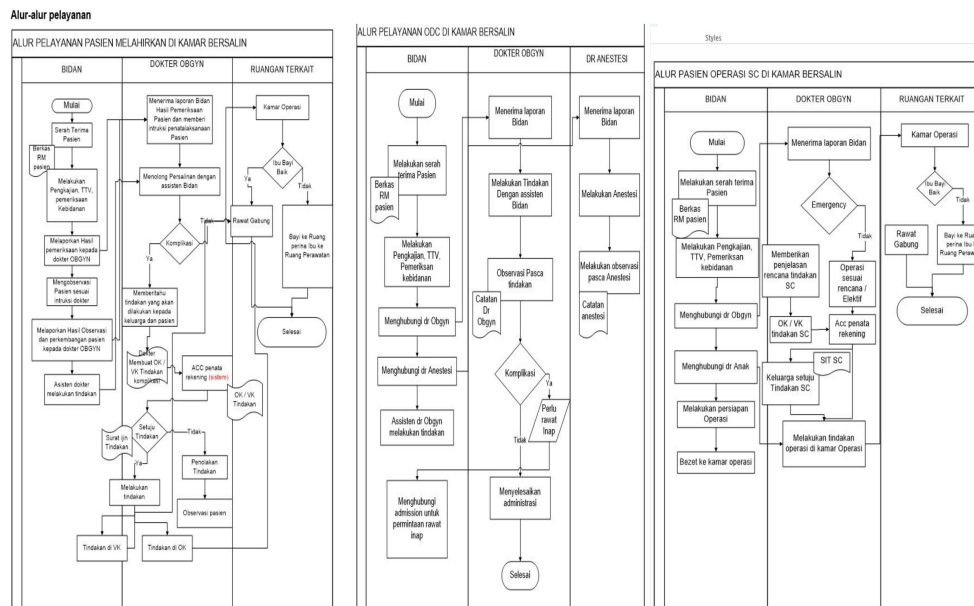 Alur-alur pelayanan
ALUR PELAYANAN PASIEN MELAHIRKAN DI KAMAR BERSALIN
BIDAN
DOKTER OBGYN
RUANGAN TERKAIT
Mulai
Serah Terima
Pasien
Berkas
RM
pasien
Melakukan
Pengkajian, TTV,
pemeriksaan
Kebidanan
Melaporkan Hasil
pemeriksaan kepada
dokter OBGYN
Mengobservasi
Pasien sesuai
intruksi dokter
Melaporkan Hasil Observasi
dan perkembangan pasien
kepada dokter OBGYN
Asisten dokter
melakukan tindakan
Menerima laporan Bidan
Hasil Pemeriksaan
Pasien dan memberi
intruksi penatalaksanaan
Pasien
Menolong Persalinan dengan
assisten Bidan
Komplikasi
Tidak
Ya
Memberitahu
tindakan yang akan
dilakukan kepada
keluarga dan pasien
Dokter
Membuat OK /
VK Tindakan
komplikasi
ACC penata
rekening (sistem)
OK / VK
Tindakan
Setuju
Tindakan
Tidak
Surat ijin
Tindakan
Ya
Melakukan
tindakan
Penolakan
Tindakan
Observasi pasien
Tindakan di VK
Tindakan di OK
Kamar Operasi
Ibu Bayi
Baik
Ya
Tidak
Rawat Gabung
Bayi ke Ruang
perina Ibu ke
Ruang Perawatan
Selesai
ALUR PELAYANAN ODC DI KAMAR BERSALIN
BIDAN
DOKTER OBGYN
DR ANESTESI
Mulai
Melakukan serah
terima Pasien
Berkas
RM
pasien
Melakukan
Pengkajian, TTV,
Pemeriksan
kebidanan
Menghubungi dr Obgyn
Menghubungi dr Anestesi
Assisten dr Obgyn
melakukan tindakan
Menghubungi
admission untuk
permintaan rawat
inap
Menerima laporan
Bidan
Melakukan Tindakan
Dengan assisten
Bidan
Observasi Pasca
tindakan
Catatan
Dr
Obgyn
Komplikasi
Ya
Perlu
rawat
Inap
Tidak
Menyelesaikan
administrasi
Selesai
Menerima laporan
Bidan
Melakukan Anestesi
Melakukan observasi
pasca Anestesi
Catatan
anestesi
Styles
ALUR PASIEN OPERASI SC DI KAMAR BERSALIN
BIDAN
DOKTER OBGYN
RUANGAN TERKAIT
Mulai
Melakukan serah terima
Pasien
Berkas
RM pasien
Melakukan Pengkajian,
TTV, Pemeriksan
kebidanan
Menghubungi dr Obgyn
Menghubungi dr Anak
Melakukan persiapan
Operasi
Bezet ke kamar operasi
Menerima laporan Bidan
Emergency
Tidak
Memberikan
penjelasan
rencana tindakan
SC
Operasi
sesuai
rencana /
Elektif
OK / VK
tindakan SC
Acc penata
rekening
SIT SC
Keluarga setuju
Tindakan SC
Melakukan tindakan
operasi di kamar Operasi
Kamar Operasi
Ibu Bayi
Baik
Tidak
Rawat
Gabung
Bayi ke
perina Ibu
Ruang
Selesai